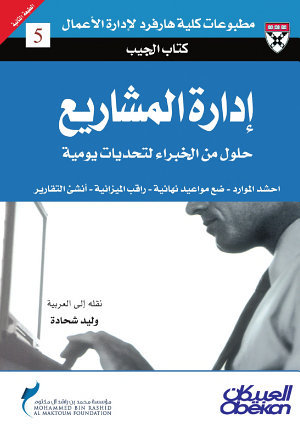 الطبعة الثانية
5
مطبوعات كلية هارفرد لإدارة الأعمال
كتاب الجيب
إدارة المشاريع
حلول من الخبراء لتحديات يومية
احشد الموارد - ضع مواعيد نهائية - راقب الميزانية - أنشئ التقارير
نقله إلى العربية
وليد شحادة
مؤسسة محمد بن راشد آل مكتوم
MOHAMMED BIN RASHID
AL MAKTOUM FOUNDATION
العبيكان
Obekan